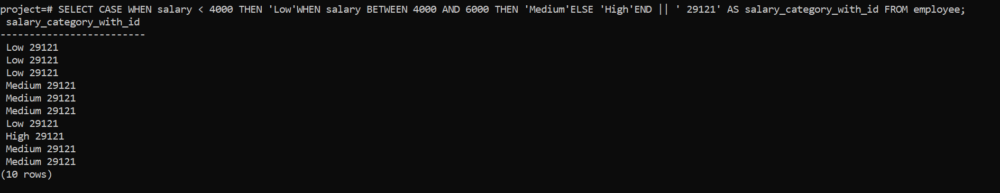 project=# SELECT CASE WHEN salary < 4000 THEN 'Low'WHEN salary BETWEEN 4000 AND 6000 THEN 'Medium'ELSE 'High'END || ' 29121' AS salary_category_with_id FROM employee;
salary_category_with_id
-------------------------
Low 29121
Low 29121
Low 29121
Medium 29121
Medium 29121
Medium 29121
Low 29121
High 29121
Medium 29121
Medium 29121
(10 rows)